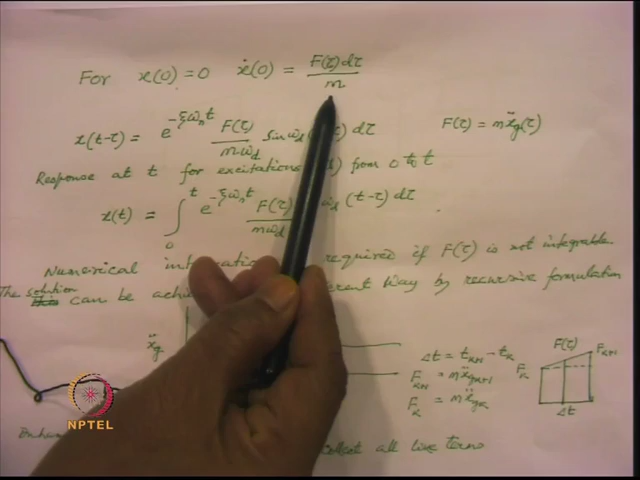 For x(0)=0 ẋ(0) = F(τ)dτ / m
x(t-τ) = e^{-ξω_n t} F(τ) / mω_d sin ω_d ( τ) dτ F(τ) = mẍ_g(τ)
Response at t for excitations from 0 to t
x(t) = ∫_0^t e^{-ξω_n t} F(τ) / mω_d (t-τ) dτ
Numerical required if F(τ) is not integrable
The solution can be way by recursive formulation
ẍ_g Δt = t_{K+1} - t_K F(τ) F_{K+1}
F_{K+1} = mẍ_{gK+1} F_K
F_K = mẍ_{gK} Δt
all like terms
NPTEL